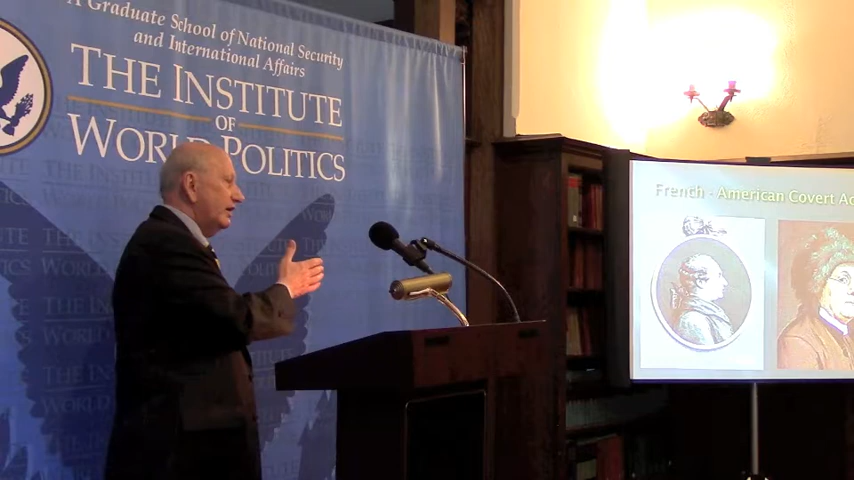 A Graduate School of National Security
and International Affairs
THE INSTITUTE
OF
WORLD POLITICS
French - American Covert Ac